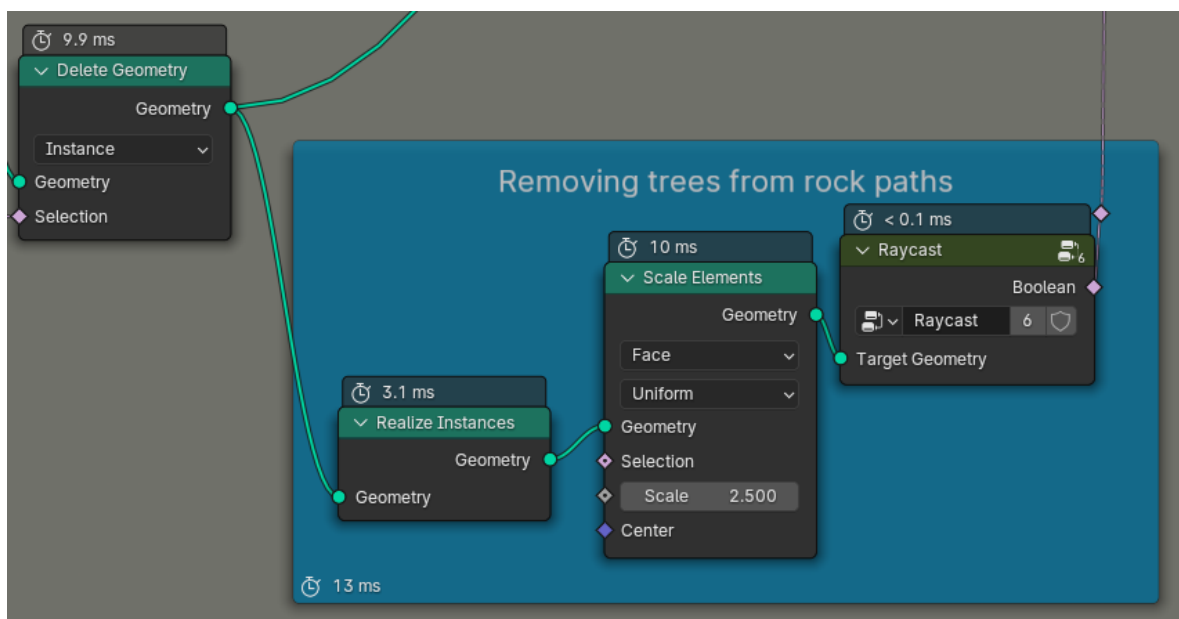 9.9 ms
Delete Geometry
Geometry
Instance
Geometry
Selection
Removing trees from rock paths
< 0.1 ms
Raycast
6
Boolean
Raycast 6
Target Geometry
10 ms
Scale Elements
Geometry
Face
Uniform
Geometry
Selection
Scale 2.500
Center
3.1 ms
Realize Instances
Geometry
Geometry
13 ms